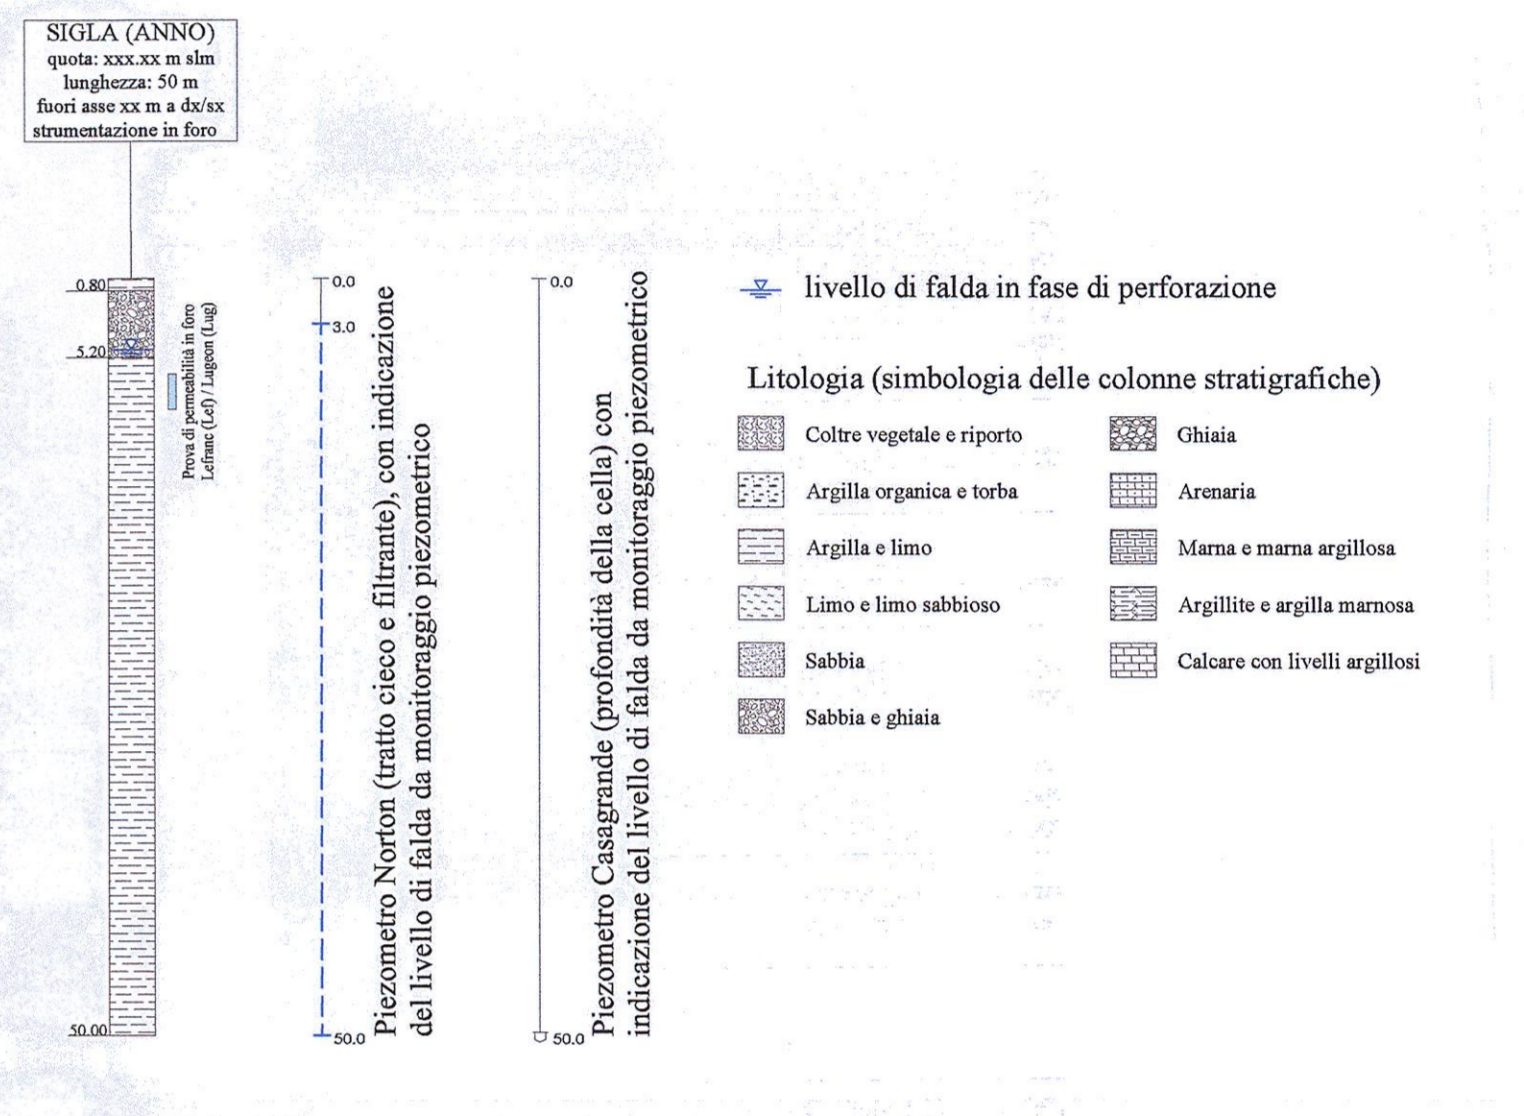 SIGLA (ANNO)
quota: xxx.xx m slm
lunghezza: 50 m
fuori asse xx m a dx/sx
strumentazione in foro
0.80
5.20
50.00
Prova di permeabilità in foro
Lefranc (Lef) / Lugeon (Lug)
0.0
3.0
50.0
Piezometro Norton (tratto cieco e filtrante), con indicazione
del livello di falda da monitoraggio piezometrico
0.0
50.0
Piezometro Casagrande (profondità della cella) con
indicazione del livello di falda da monitoraggio piezometrico
livello di falda in fase di perforazione
Litologia (simbologia delle colonne stratigrafiche)
Coltre vegetale e riporto
Argilla organica e torba
Argilla e limo
Limo e limo sabbioso
Sabbia
Sabbia e ghiaia
Ghiaia
Arenaria
Marna e marna argillosa
Argillite e argilla marnosa
Calcare con livelli argillosi